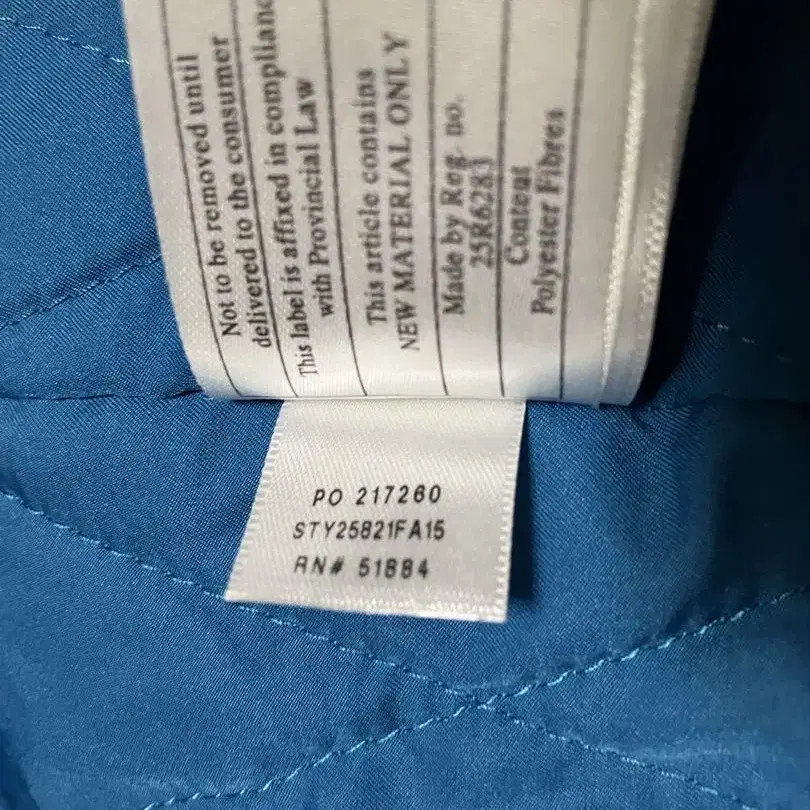 Not to be removed until
delivered to the consumer
This label is affixed in compliance
with Provincial Law
This article contains
NEW MATERIAL ONLY
Made by Reg. no.
25R6283
Content
Polyester Fibres
PO 217260
STY25821FA15
RN# 51884